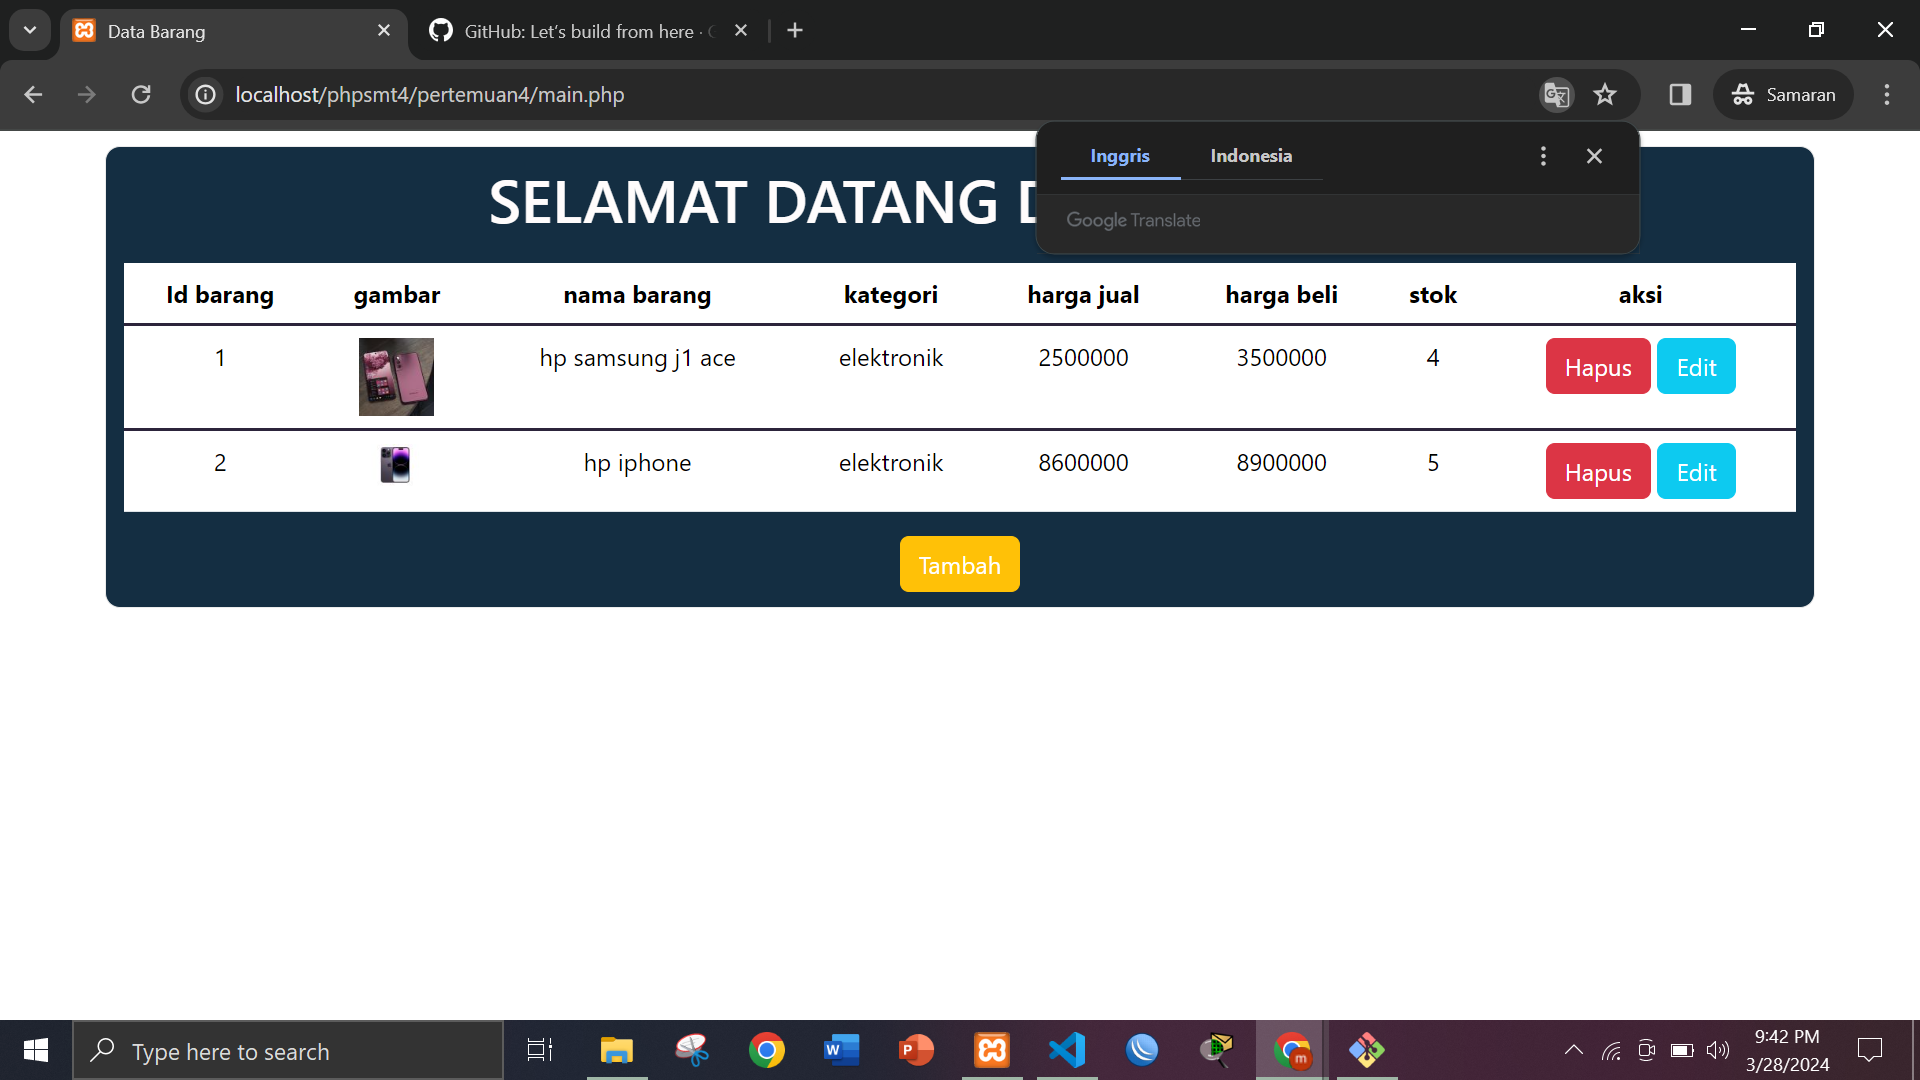 Data Barang
GitHub: Let's build from here ·
localhost/phpsmt4/pertemuan4/main.php
Samaran
Inggris Indonesia
Google Translate
SELAMAT DATANG
Id barang gambar nama barang kategori harga jual harga beli stok aksi
1 hp samsung j1 ace elektronik 2500000 3500000 4 Hapus Edit
2 hp iphone elektronik 8600000 8900000 5 Hapus Edit
Tambah
Type here to search
9:42 PM
3/28/2024